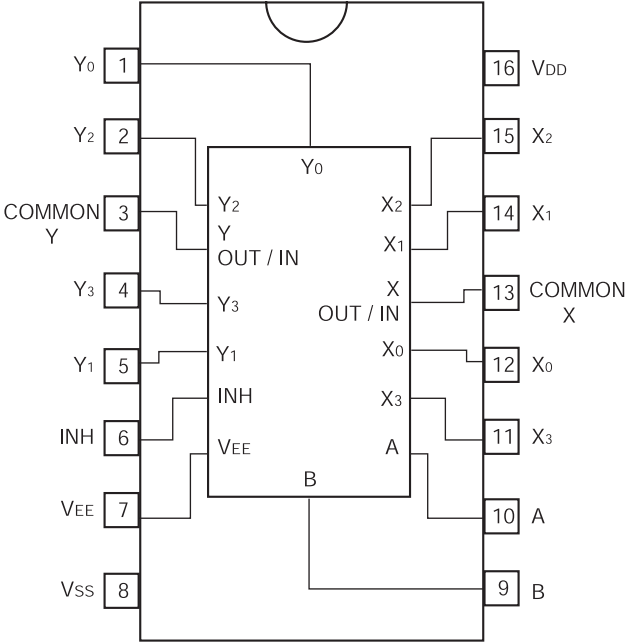 Y0 1
Y2 2
COMMON 3
Y
Y3 4
Y1 5
INH 6
VEE 7
VSS 8
Y0
Y2
Y
OUT / IN
Y3
Y1
INH
VEE
B
X2
X1
X
OUT / IN
X0
X3
A
16 VDD
15 X2
14 X1
13 COMMON
X
12 X0
11 X3
10 A
9 B